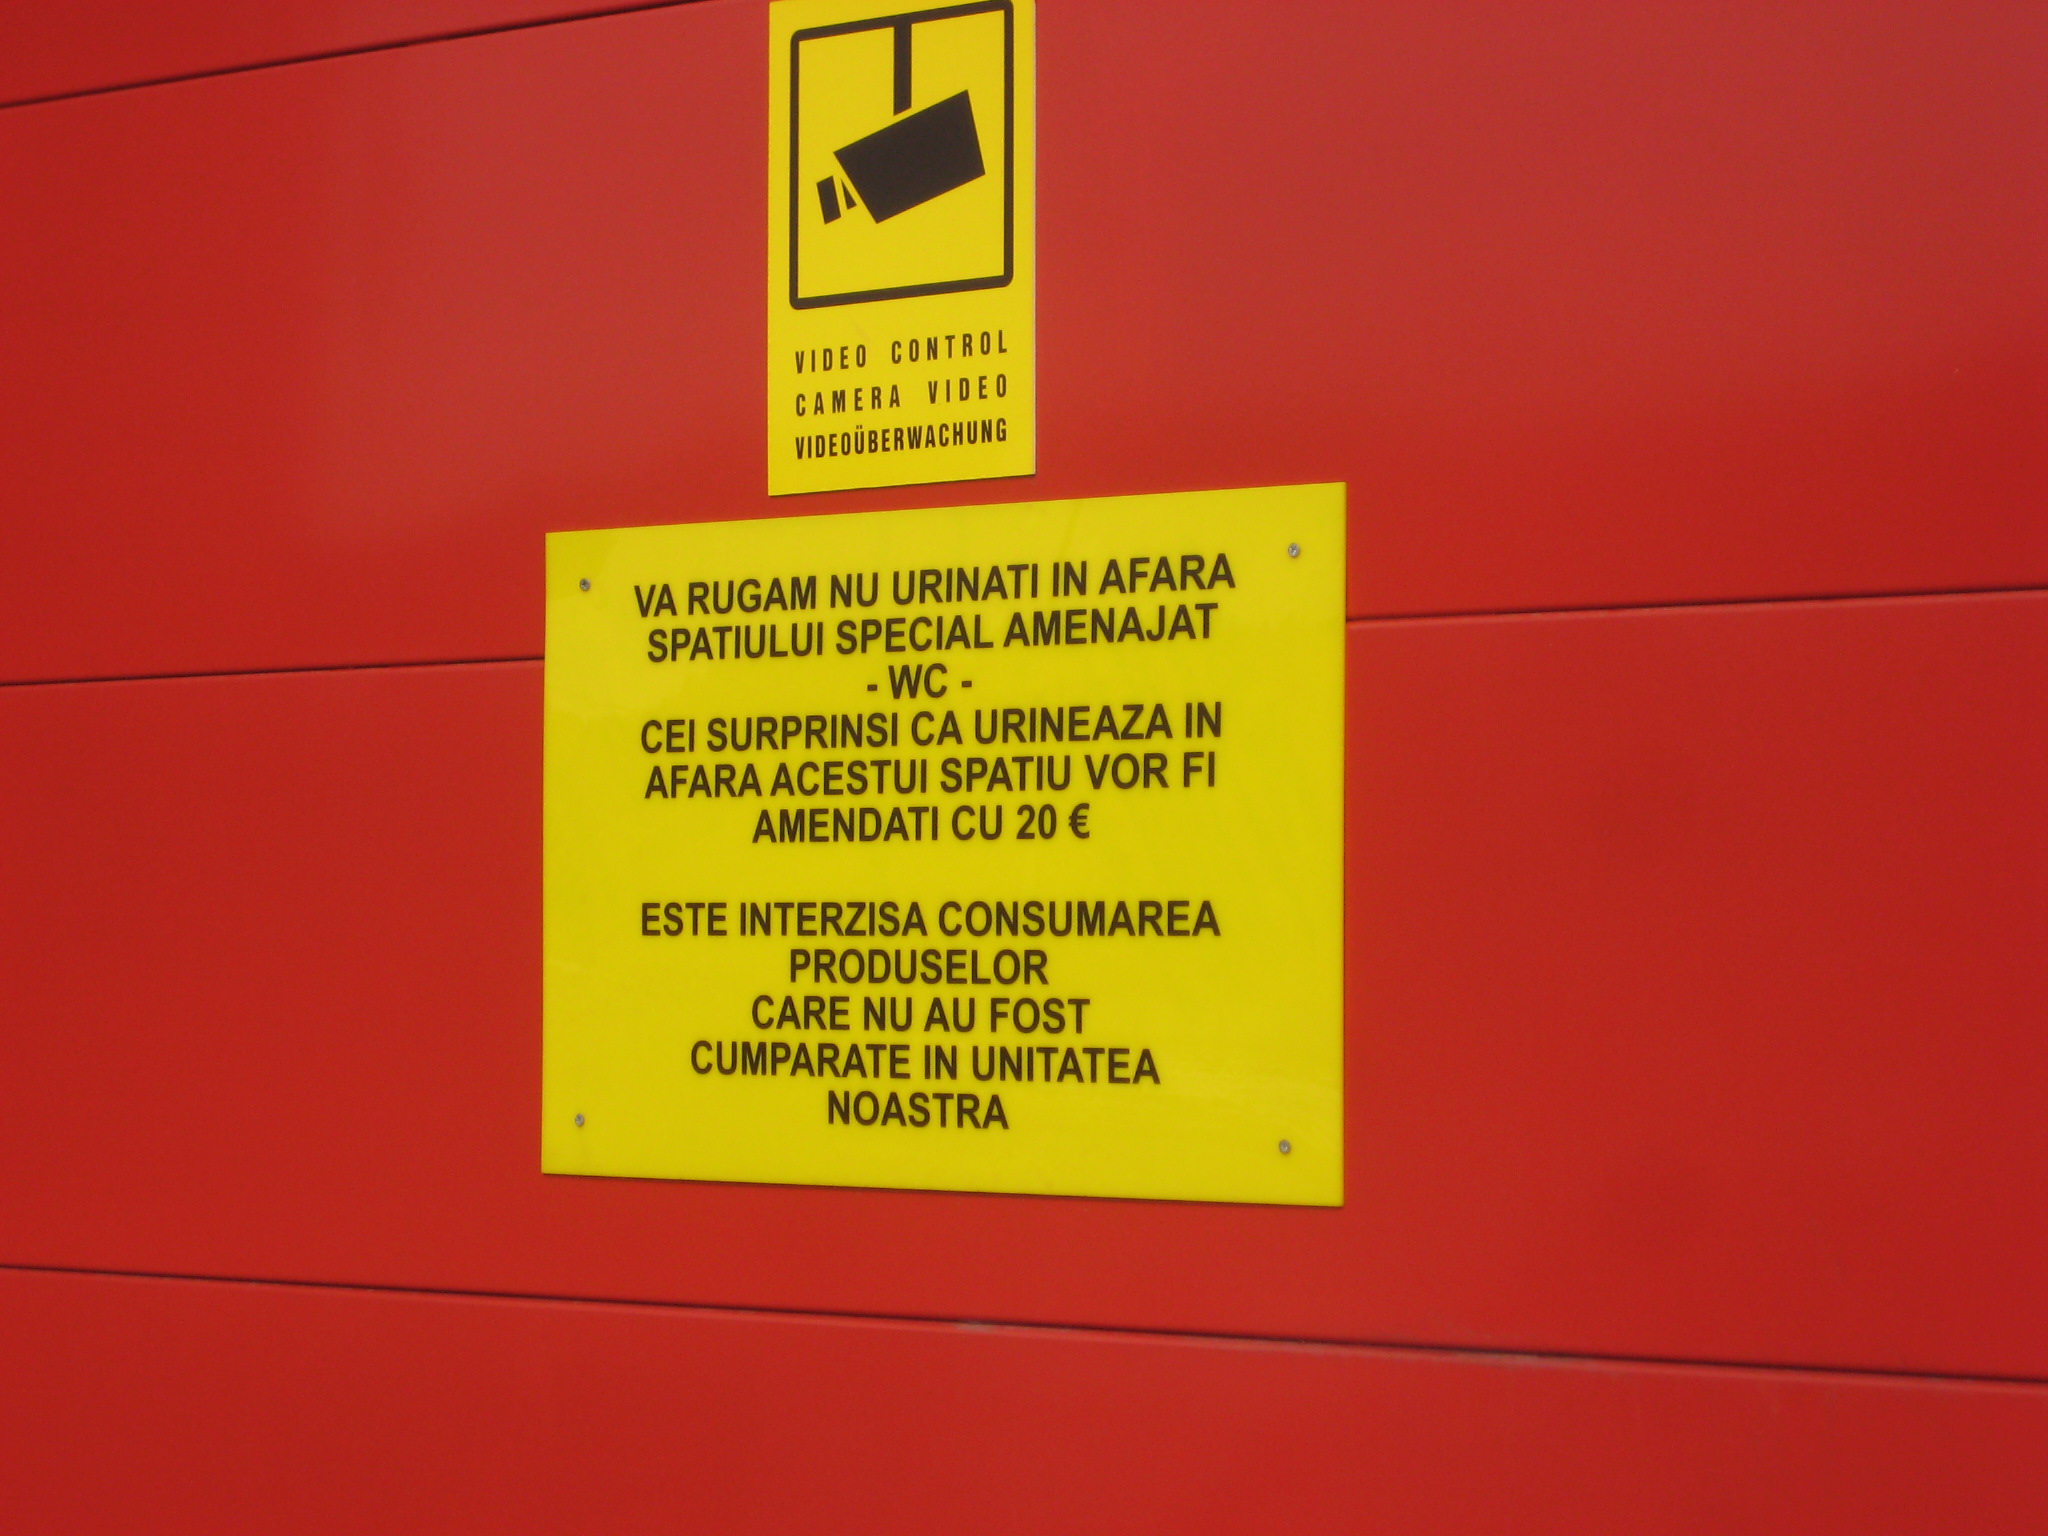 VIDEO CONTROL
CAMERA VIDEO
VIDEOÜBERWACHUNG
VA RUGAM NU URINATI IN AFARA
SPATIULUI SPECIAL AMENAJAT
- WC -
CEI SURPRINSI CA URINEAZA IN
AFARA ACESTUI SPATIU VOR FI
AMENDATI CU 20 €
ESTE INTERZISA CONSUMAREA
PRODUSELOR
CARE NU AU FOST
CUMPARATE IN UNITATEA
NOASTRA